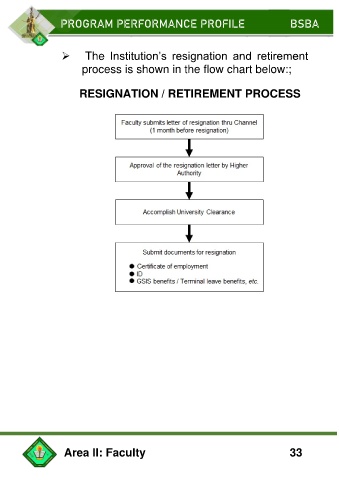 PROGRAM PERFORMANCE PROFILE BSBA
➢ The Institution’s resignation and retirement
process is shown in the flow chart below:;
RESIGNATION / RETIREMENT PROCESS
Faculty submits letter of resignation thru Channel
(1 month before resignation)
Approval of the resignation letter by Higher
Authority
Accomplish University Clearance
Submit documents for resignation
● Certificate of employment
● ID
● GSIS benefits / Terminal leave benefits, etc.
Area II: Faculty 33